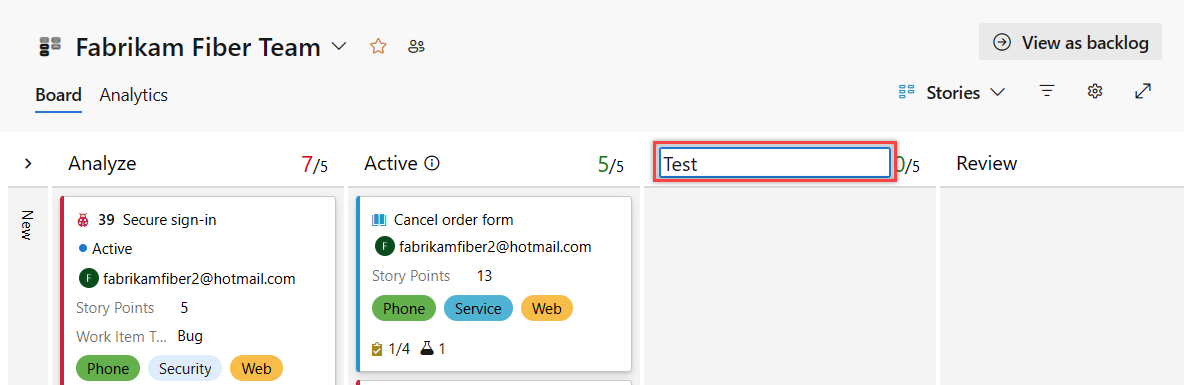 Fabrikam Fiber Team
View as backlog
Board Analytics
Stories
Analyze 7/5
Active 5/5
Test 0/5
Review
New
39 Secure sign-in
Active
F fabrikamfiber2@hotmail.com
Story Points 5
Work Item T... Bug
Phone Security Web
Cancel order form
F fabrikamfiber2@hotmail.com
Story Points 13
Phone Service Web
1/4 1